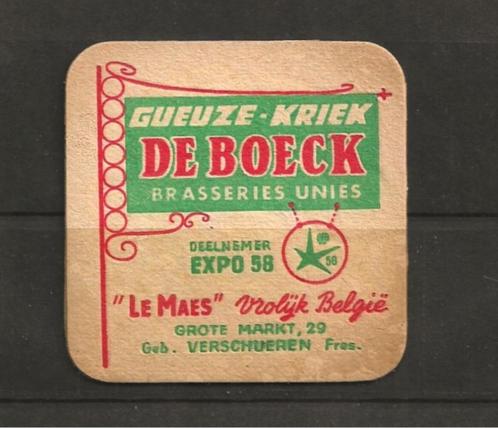 GUEUZE-KRIEK
DE BOECK
BRASSERIES UNIES
DEELNEMER
EXPO 58
58
"LE MAES" Vrolijk België
GROTE MARKT, 29
Geb. VERSCHUEREN Fres.